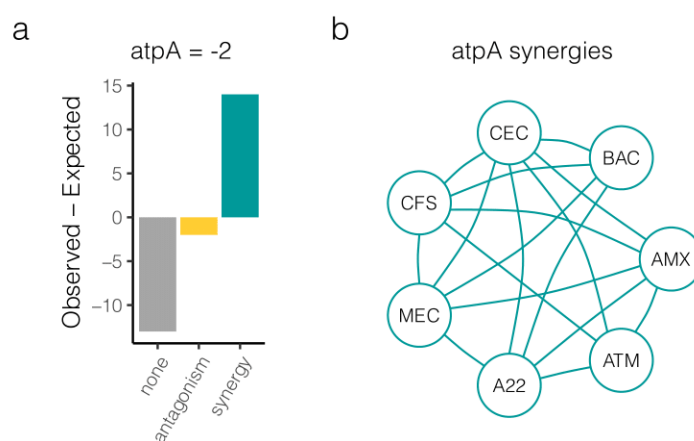 a
atpA = -2
Observed − Expected
15
10
5
0
−5
−10
none
antagonism
synergy
b
atpA synergies
CEC
BAC
CFS
AMX
MEC
ATM
A22